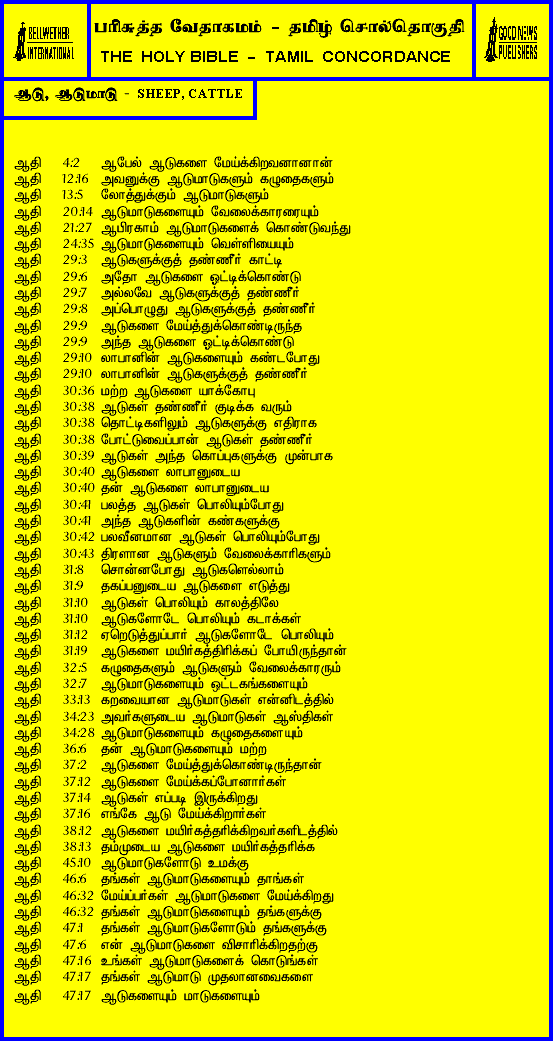 BELLWETHER
INTERNATIONAL
பரிசுத்த வேதாகமம் - தமிழ் சொல்தொகுதி
THE HOLY BIBLE - TAMIL CONCORDANCE
GOOD NEWS
PUBLISHERS
ஆடு, ஆடுமாடு - SHEEP, CATTLE
ஆதி 4:2 ஆபேல் ஆடுகளை மேய்க்கிறவனானான்
ஆதி 12:16 அவனுக்கு ஆடுமாடுகளும் கழுதைகளும்
ஆதி 13:5 லோத்துக்கும் ஆடுமாடுகளும்
ஆதி 20:14 ஆடுமாடுகளையும் வேலைக்காரரையும்
ஆதி 21:27 ஆபிரகாம் ஆடுமாடுகளைக் கொண்டுவந்து
ஆதி 24:35 ஆடுமாடுகளையும் வெள்ளியையும்
ஆதி 29:3 ஆடுகளுக்குத் தண்ணீர் காட்டி
ஆதி 29:6 அதோ ஆடுகளை ஓட்டிக்கொண்டு
ஆதி 29:7 அல்லவே ஆடுகளுக்குத் தண்ணீர்
ஆதி 29:8 அப்பொழுது ஆடுகளுக்குத் தண்ணீர்
ஆதி 29:9 ஆடுகளை மேய்த்துக்கொண்டிருந்த
ஆதி 29:9 அந்த ஆடுகளை ஓட்டிக்கொண்டு
ஆதி 29:10 லாபானின் ஆடுகளையும் கண்டபோது
ஆதி 29:10 லாபானின் ஆடுகளுக்குத் தண்ணீர்
ஆதி 30:36 மற்ற ஆடுகளை யாக்கோபு
ஆதி 30:38 ஆடுகள் தண்ணீர் குடிக்க வரும்
ஆதி 30:38 தொட்டிகளிலும் ஆடுகளுக்கு எதிராக
ஆதி 30:38 போட்டுவைப்பான் ஆடுகள் தண்ணீர்
ஆதி 30:39 ஆடுகள் அந்த கொப்புகளுக்கு முன்பாக
ஆதி 30:40 ஆடுகளை லாபானுடைய
ஆதி 30:40 தன் ஆடுகளை லாபானுடைய
ஆதி 30:41 பலத்த ஆடுகள் பொலியும்போது
ஆதி 30:41 அந்த ஆடுகளின் கண்களுக்கு
ஆதி 30:42 பலவீனமான ஆடுகள் பொலியும்போது
ஆதி 30:43 திரளான ஆடுகளும் வேலைக்காரிகளும்
ஆதி 31:8 சொன்னபோது ஆடுகளெல்லாம்
ஆதி 31:9 தகப்பனுடைய ஆடுகளை எடுத்து
ஆதி 31:10 ஆடுகள் பொலியும் காலத்திலே
ஆதி 31:10 ஆடுகளோடே பொலியும் கடாக்கள்
ஆதி 31:12 ஏறெடுத்துப்பார் ஆடுகளோடே பொலியும்
ஆதி 31:19 ஆடுகளை மயிர்கத்திரிக்கப் போயிருந்தான்
ஆதி 32:5 கழுதைகளும் ஆடுகளும் வேலைக்காரரும்
ஆதி 32:7 ஆடுமாடுகளையும் ஒட்டகங்களையும்
ஆதி 33:13 கறவையான ஆடுமாடுகள் என்னிடத்தில்
ஆதி 34:23 அவர்களுடைய ஆடுமாடுகள் ஆஸ்திகள்
ஆதி 34:28 ஆடுமாடுகளையும் கழுதைகளையும்
ஆதி 36:6 தன் ஆடுமாடுகளையும் மற்ற
ஆதி 37:2 ஆடுகளை மேய்த்துக்கொண்டிருந்தான்
ஆதி 37:12 ஆடுகளை மேய்க்கப்போனார்கள்
ஆதி 37:14 ஆடுகள் எப்படி இருக்கிறது
ஆதி 37:16 எங்கே ஆடு மேய்க்கிறார்கள்
ஆதி 38:12 ஆடுகளை மயிர்கத்தரிக்கிறவர்களிடத்தில்
ஆதி 38:13 தம்முடைய ஆடுகளை மயிர்கத்தரிக்க
ஆதி 45:10 ஆடுமாடுகளோடு உமக்கு
ஆதி 46:6 தங்கள் ஆடுமாடுகளையும் தாங்கள்
ஆதி 46:32 மேய்ப்பர்கள் ஆடுமாடுகளை மேய்க்கிறது
ஆதி 46:32 தங்கள் ஆடுமாடுகளையும் தங்களுக்கு
ஆதி 47:1 தங்கள் ஆடுமாடுகளோடும் தங்களுக்கு
ஆதி 47:6 என் ஆடுமாடுகளை விசாரிக்கிறதற்கு
ஆதி 47:16 உங்கள் ஆடுமாடுகளைக் கொடுங்கள்
ஆதி 47:17 தங்கள் ஆடுமாடு முதலானவைகளை
ஆதி 47:17 ஆடுகளையும் மாடுகளையும்